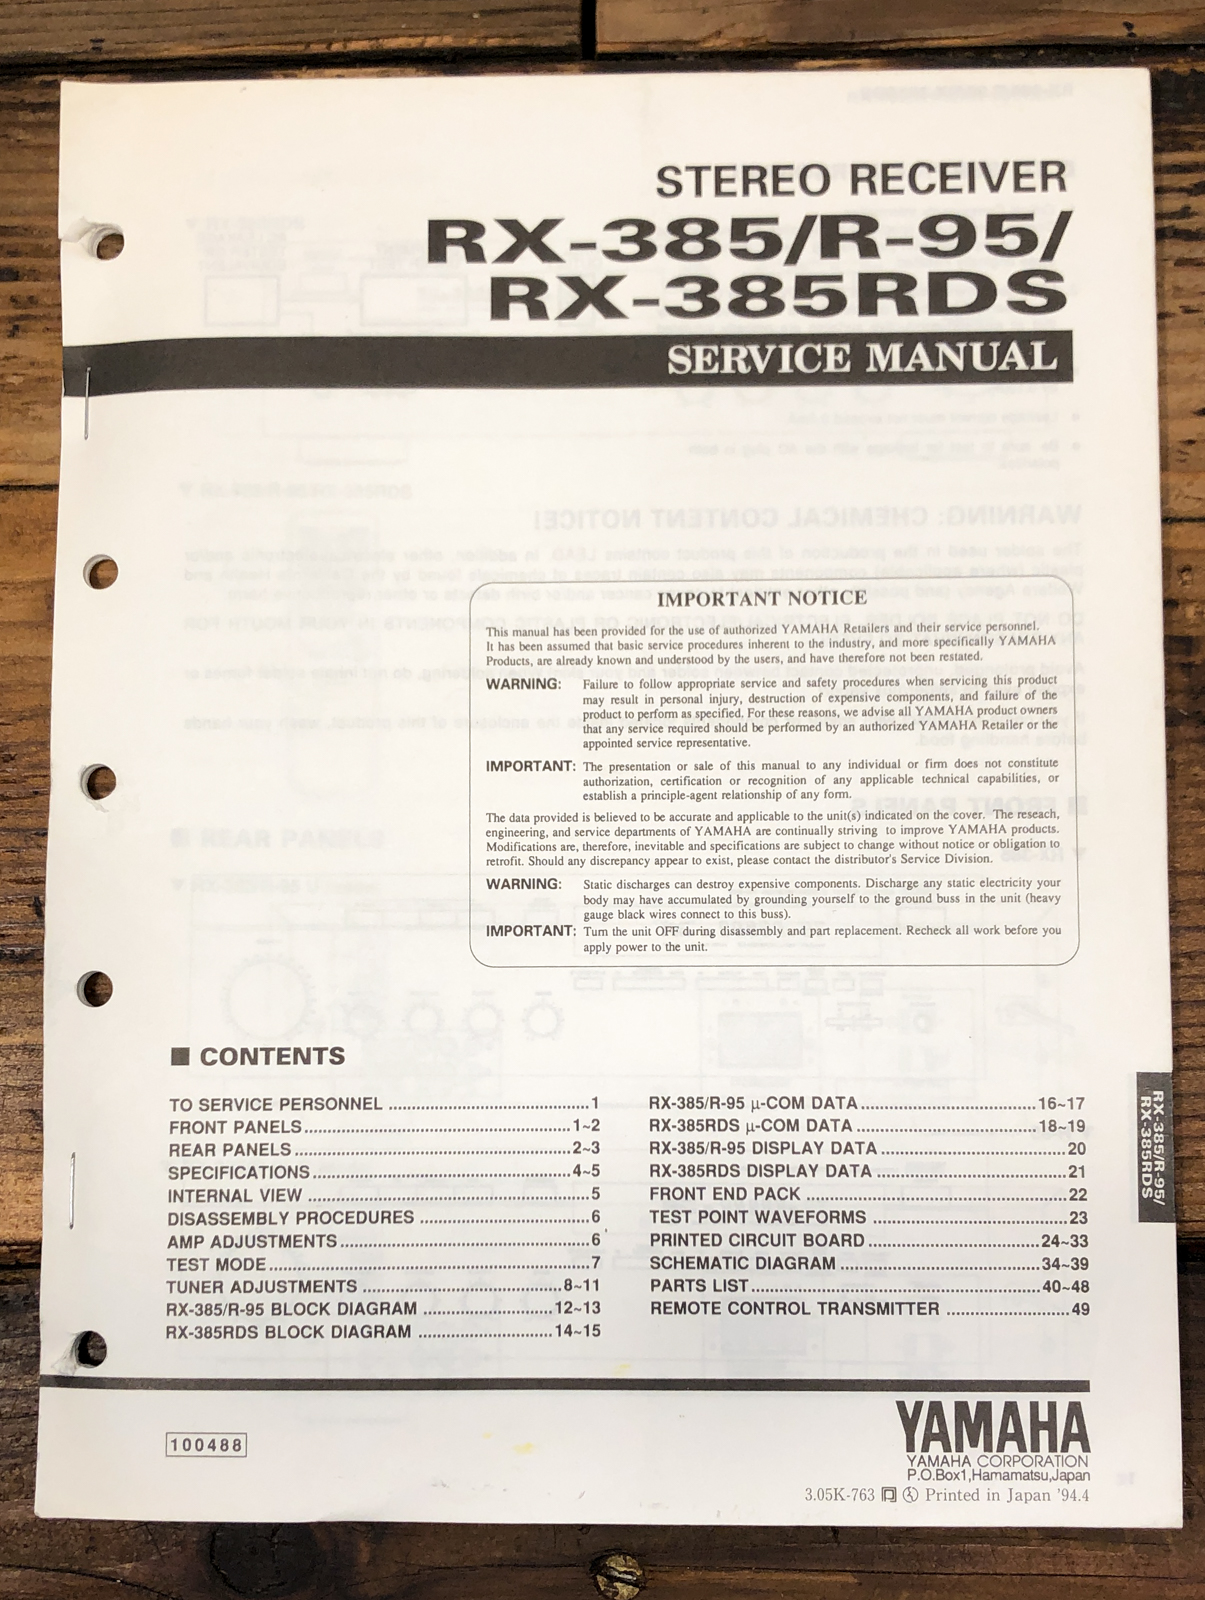 STEREO RECEIVER
RX-385/R-95/
RX-385RDS
SERVICE MANUAL
IMPORTANT NOTICE
This manual has been provided for the use of authorized YAMAHA Retailers and their service personnel.
It has been assumed that basic service procedures inherent to the industry, and more specifically YAMAHA
Products, are already known and understood by the users, and have therefore not been restated.
WARNING: Failure to follow appropriate service and safety procedures when servicing this product
may result in personal injury, destruction of expensive components, and failure of the
product to perform as specified. For these reasons, we advise all YAMAHA product owners
that any service required should be performed by an authorized YAMAHA Retailer or the
appointed service representative.
IMPORTANT: The presentation or sale of this manual to any individual or firm does not constitute
authorization, certification or recognition of any applicable technical capabilities, or
establish a principle-agent relationship of any form.
The data provided is believed to be accurate and applicable to the unit(s) indicated on the cover. The reseach,
engineering, and service departments of YAMAHA are continually striving to improve YAMAHA products.
Modifications are, therefore, inevitable and specifications are subject to change without notice or obligation to
retrofit. Should any discrepancy appear to exist, please contact the distributor's Service Division.
WARNING: Static discharges can destroy expensive components. Discharge any static electricity your
body may have accumulated by grounding yourself to the ground buss in the unit (heavy
gauge black wires connect to this buss).
IMPORTANT: Turn the unit OFF during disassembly and part replacement. Recheck all work before you
apply power to the unit.
■ CONTENTS
TO SERVICE PERSONNEL ........................................1
FRONT PANELS.....................................................1~2
REAR PANELS.......................................................2~3
SPECIFICATIONS...................................................4~5
INTERNAL VIEW ........................................................5
DISASSEMBLY PROCEDURES .................................6
AMP ADJUSTMENTS.................................................6
TEST MODE................................................................7
TUNER ADJUSTMENTS ........................................8~11
RX-385/R-95 BLOCK DIAGRAM .........................12~13
RX-385RDS BLOCK DIAGRAM ..........................14~15
RX-385/R-95 µ-COM DATA..................................16~17
RX-385RDS µ-COM DATA...................................18~19
RX-385/R-95 DISPLAY DATA....................................20
RX-385RDS DISPLAY DATA .....................................21
FRONT END PACK ...................................................22
TEST POINT WAVEFORMS ......................................23
PRINTED CIRCUIT BOARD..................................24~33
SCHEMATIC DIAGRAM .......................................34~39
PARTS LIST.........................................................40~48
REMOTE CONTROL TRANSMITTER ........................49
RX-385/R-95/
RX-385RDS
100488
YAMAHA
YAMAHA CORPORATION
P.O.Box1,Hamamatsu,Japan
3.05K-763 Printed in Japan '94.4